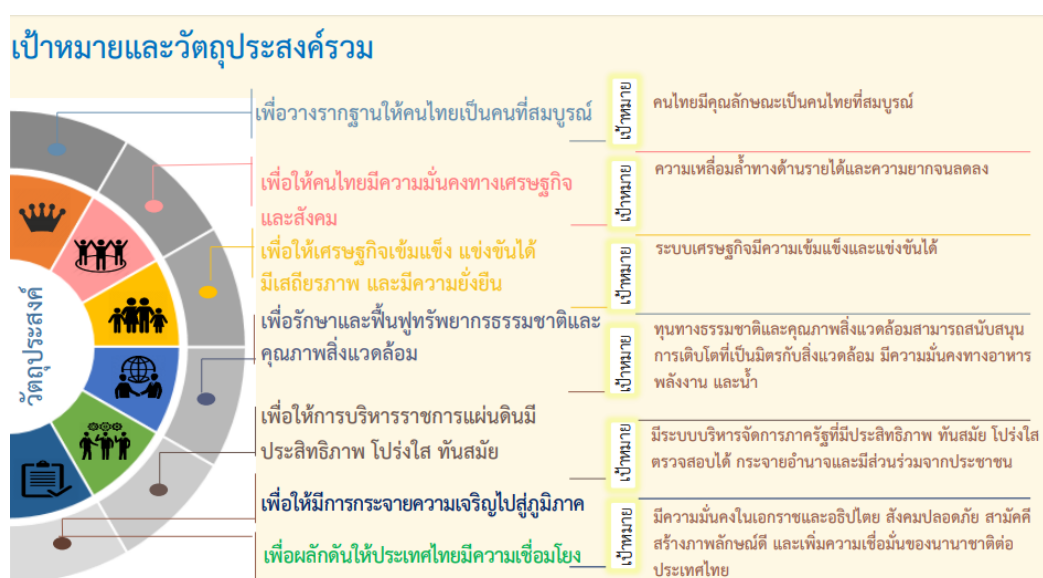 เป้าหมายและวัตถุประสงค์รวม
วัตถุประสงค์
เพื่อวางรากฐานให้คนไทยเป็นคนที่สมบูรณ์
เป้าหมาย
คนไทยมีคุณลักษณะเป็นคนไทยที่สมบูรณ์
เพื่อให้คนไทยมีความมั่นคงทางเศรษฐกิจ
และสังคม
เป้าหมาย
ความเหลื่อมล้ำทางด้านรายได้และความยากจนลดลง
เพื่อให้เศรษฐกิจเข้มแข็ง แข่งขันได้
มีเสถียรภาพ และมีความยั่งยืน
เป้าหมาย
ระบบเศรษฐกิจมีความเข้มแข็งและแข่งขันได้
เพื่อรักษาและฟื้นฟูทรัพยากรธรรมชาติและ
คุณภาพสิ่งแวดล้อม
เป้าหมาย
ทุนทางธรรมชาติและคุณภาพสิ่งแวดล้อมสามารถสนับสนุน
การเติบโตที่เป็นมิตรกับสิ่งแวดล้อม มีความมั่นคงทางอาหาร
พลังงาน และน้ำ
เพื่อให้การบริหารราชการแผ่นดินมี
ประสิทธิภาพ โปร่งใส ทันสมัย
เป้าหมาย
มีระบบบริหารจัดการภาครัฐที่มีประสิทธิภาพ ทันสมัย โปร่งใส
ตรวจสอบได้ กระจายอำนาจและมีส่วนร่วมจากประชาชน
เพื่อให้มีการกระจายความเจริญไปสู่ภูมิภาค
เพื่อผลักดันให้ประเทศไทยมีความเชื่อมโยง
เป้าหมาย
มีความมั่นคงในเอกราชและอธิปไตย สังคมปลอดภัย สามัคคี
สร้างภาพลักษณ์ดี และเพิ่มความเชื่อมั่นของนานาชาติต่อ
ประเทศไทย